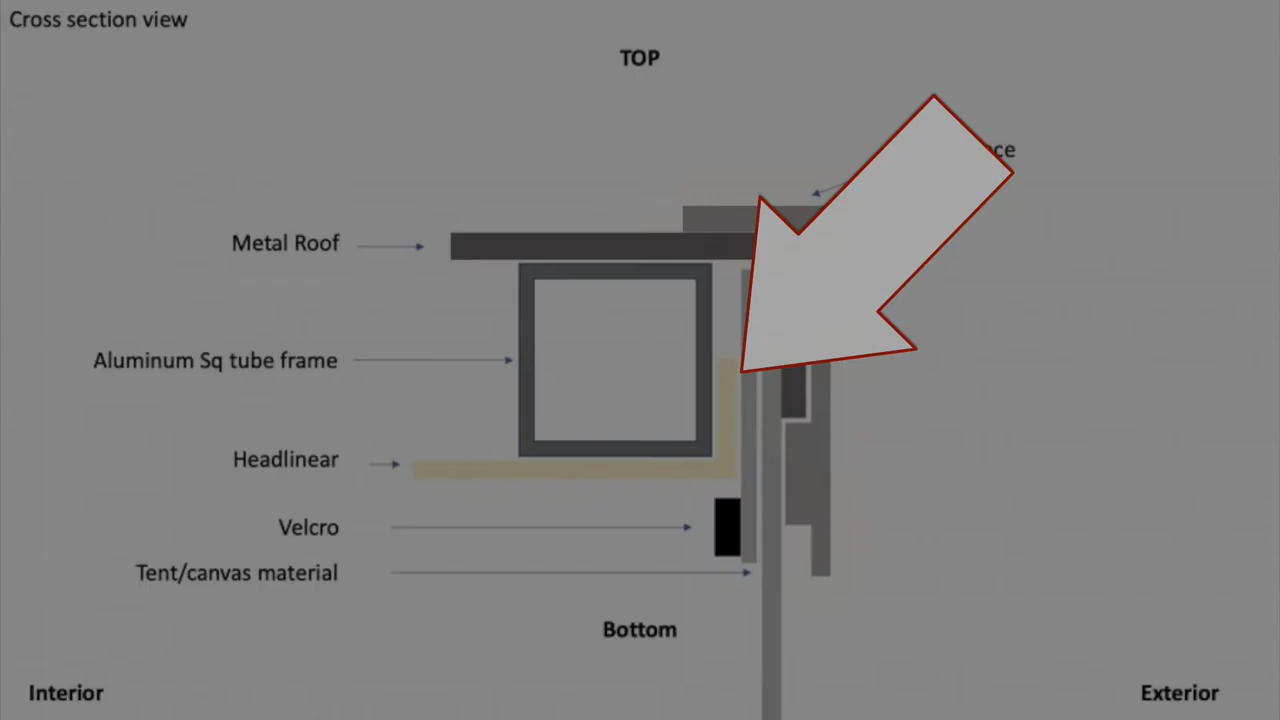 Cross section view
TOP
Metal Roof
Aluminum Sq tube frame
Headlinear
Velcro
Tent/canvas material
Bottom
Interior
Exterior